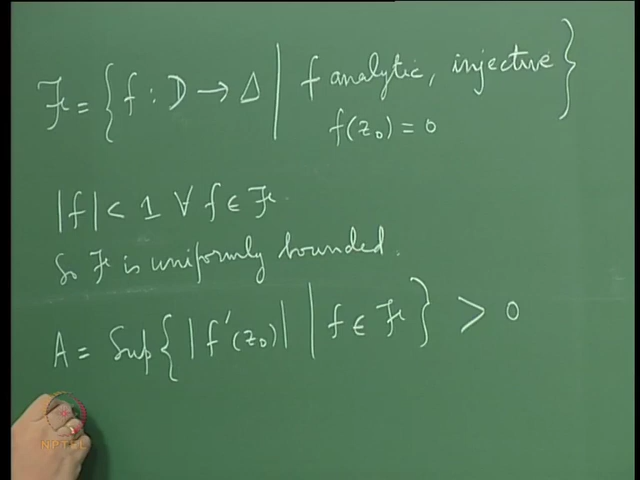 ℱ = { f : D → Δ | f analytic, injective }
f(z₀) = 0
|f| < 1 ∀ f ∈ ℱ.
So ℱ is uniformly bounded.
A = Sup { |f'(z₀)| | f ∈ ℱ } > 0
NPTEL